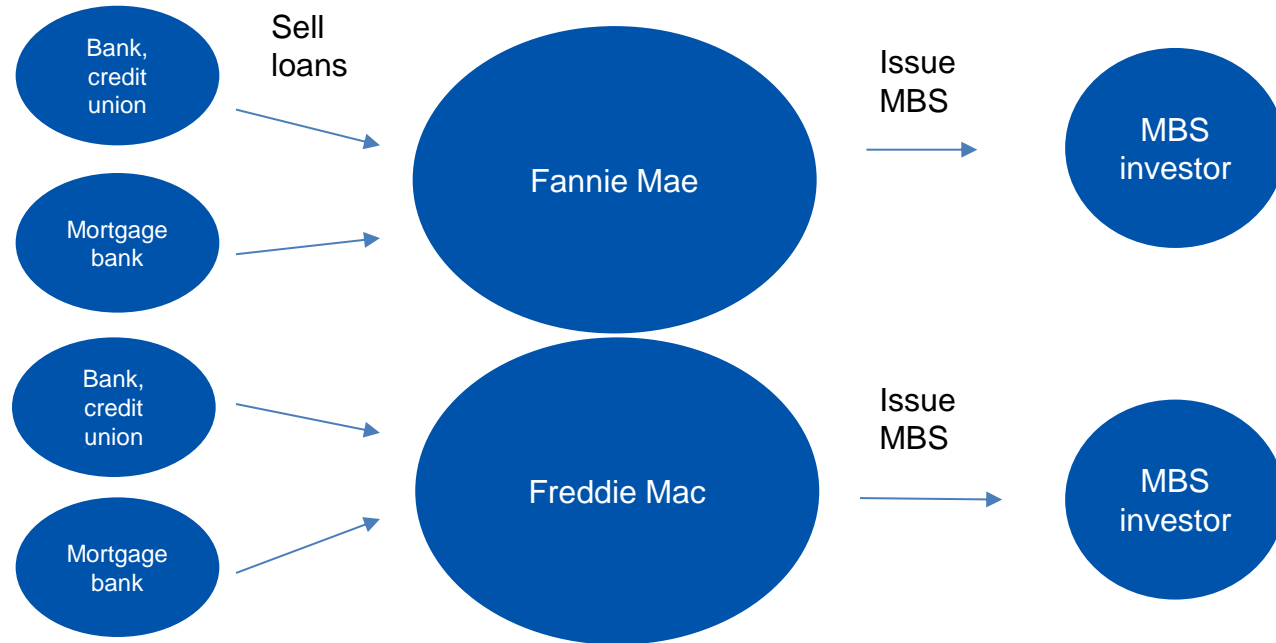 Bank,
credit
union
Sell
loans
Mortgage
bank
Fannie Mae
Issue
MBS
MBS
investor
Bank,
credit
union
Mortgage
bank
Freddie Mac
Issue
MBS
MBS
investor